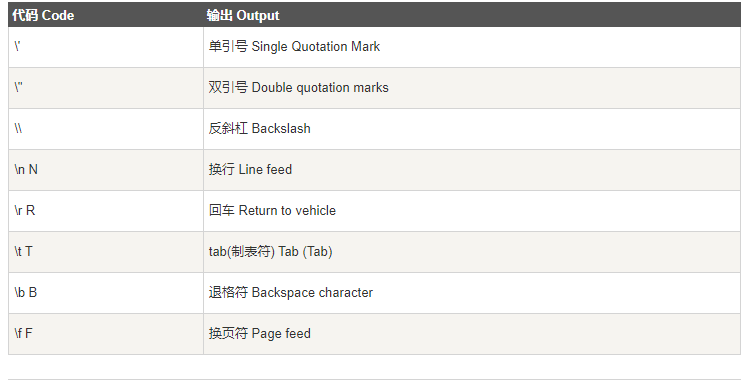 代码 Code 输出 Output
\' 单引号 Single Quotation Mark
\" 双引号 Double quotation marks
\\ 反斜杠 Backslash
\n N 换行 Line feed
\r R 回车 Return to vehicle
\t T tab(制表符) Tab (Tab)
\b B 退格符 Backspace character
\f F 换页符 Page feed